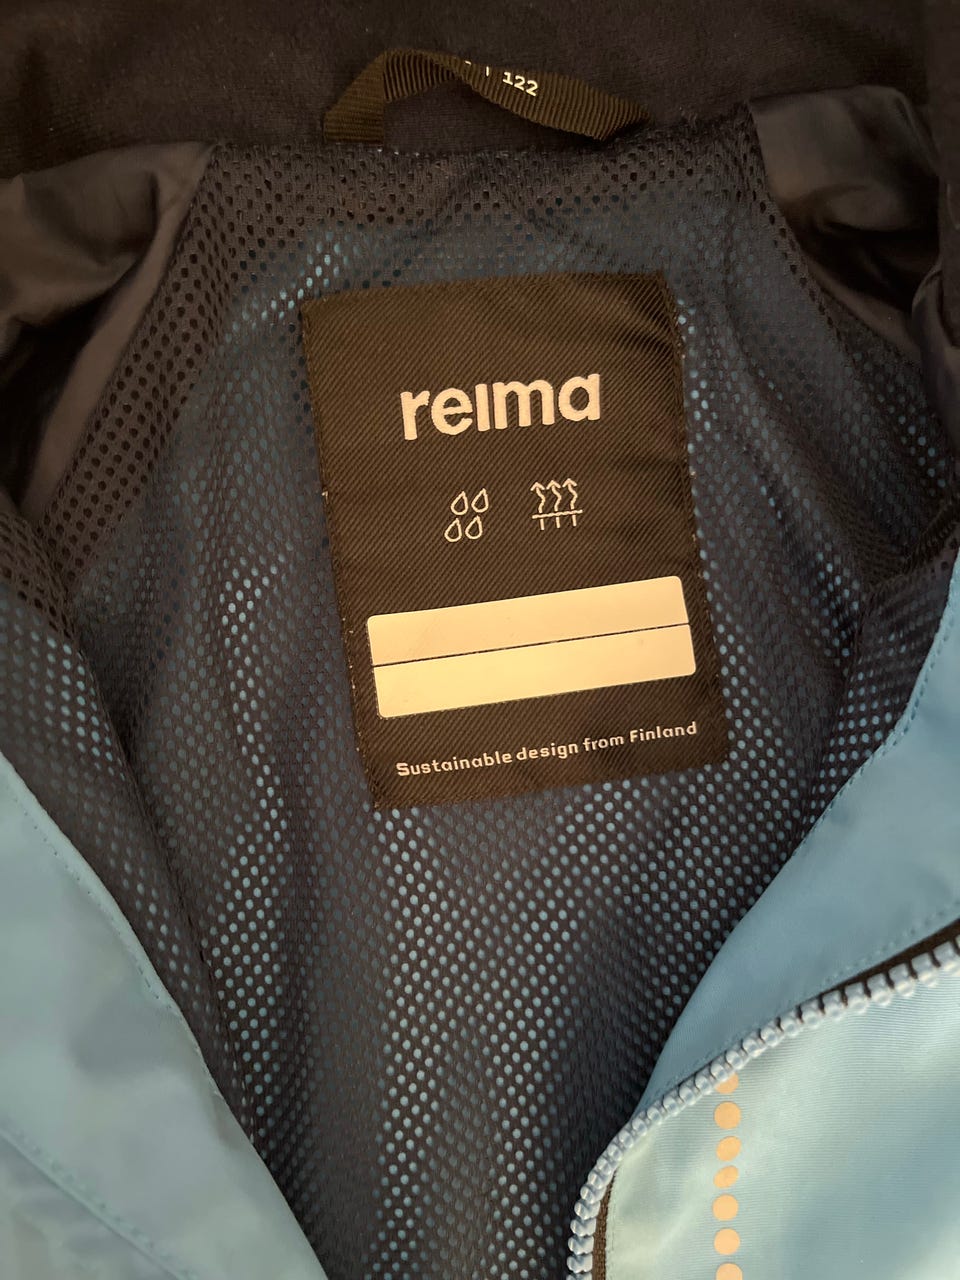 122
reima
Sustainable design from Finland